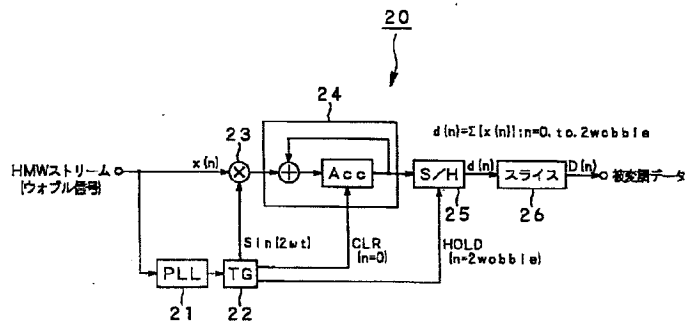 20
24
d(n)=Σ[x(n)];n=0.to.2wobble
23
x(n)
HMWストリーム
(ウォブル信号)
Acc
S/H
d(n)
スライス
D(n)
被変調データ
25
26
Sin(2ωt)
CLR
(n=0)
HOLD
(n=2wobble)
PLL
TG
21
22